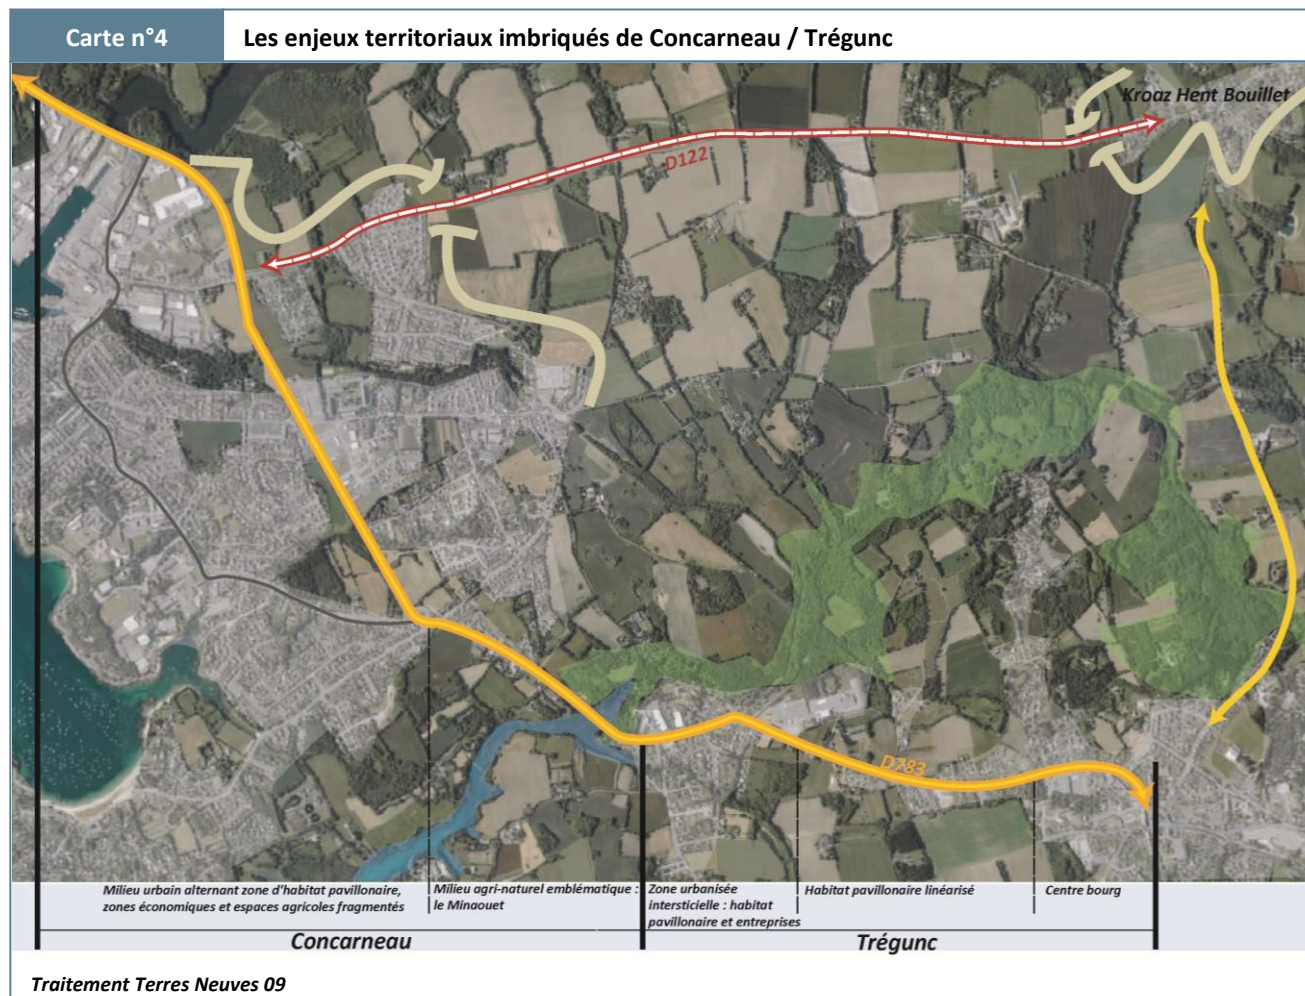 Carte n°4
Les enjeux territoriaux imbriqués de Concarneau / Trégunc
Kroaz Hent Bouillet
D122
D783
Milieu urbain alternant zone d'habitat pavillonaire,
zones économiques et espaces agricoles fragmentés
Milieu agri-naturel emblématique :
le Minaouet
Zone urbanisée
intersticielle : habitat
pavillonaire et entreprises
Habitat pavillonaire linéarisé
Centre bourg
Concarneau
Trégunc
Traitement Terres Neuves 09